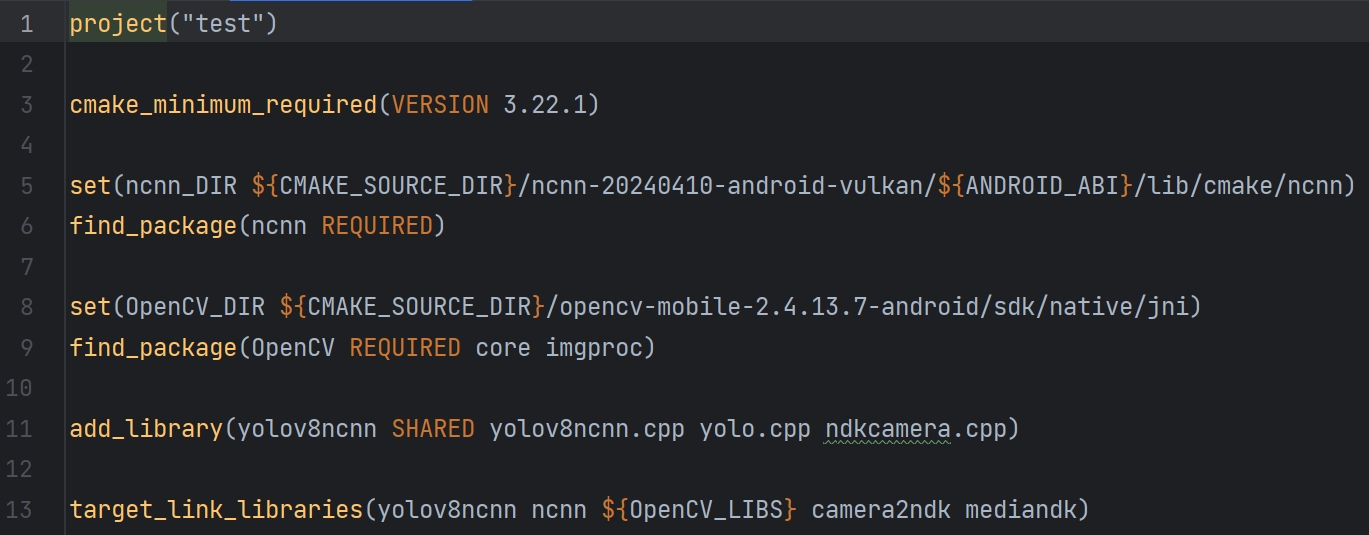 1 project("test")
2
3 cmake_minimum_required(VERSION 3.22.1)
4
5 set(ncnn_DIR ${CMAKE_SOURCE_DIR}/ncnn-20240410-android-vulkan/${ANDROID_ABI}/lib/cmake/ncnn)
6 find_package(ncnn REQUIRED)
7
8 set(OpenCV_DIR ${CMAKE_SOURCE_DIR}/opencv-mobile-2.4.13.7-android/sdk/native/jni)
9 find_package(OpenCV REQUIRED core imgproc)
10
11 add_library(yolov8ncnn SHARED yolov8ncnn.cpp yolo.cpp ndkcamera.cpp)
12
13 target_link_libraries(yolov8ncnn ncnn ${OpenCV_LIBS} camera2ndk mediandk)